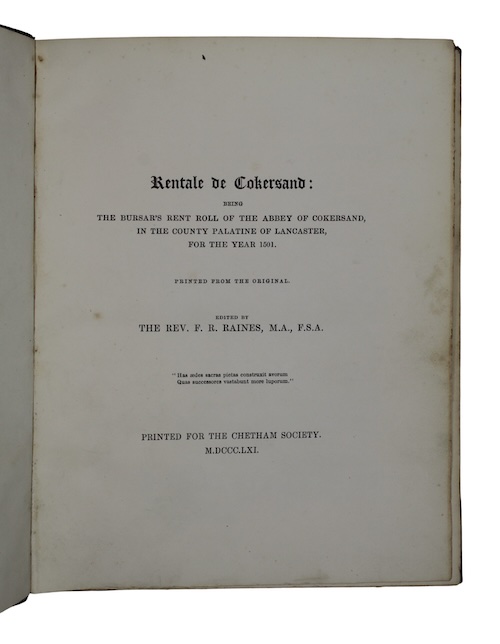 Rentale de Cokersand:
BEING
THE BURSAR'S RENT ROLL OF THE ABBEY OF COKERSAND,
IN THE COUNTY PALATINE OF LANCASTER,
FOR THE YEAR 1501.
PRINTED FROM THE ORIGINAL.
EDITED BY
THE REV. F. R. RAINES, M.A., F.S.A.
"Has ædes sacras pietas construxit avorum
Quas successores vastabunt more luporum."
PRINTED FOR THE CHETHAM SOCIETY.
M.DCCC.LXI.